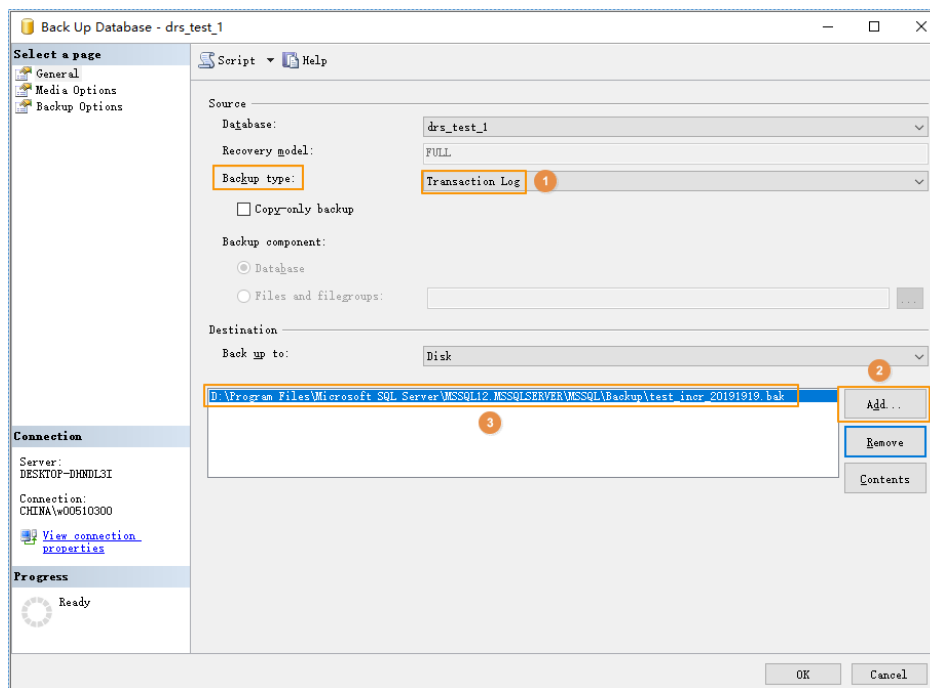 Back Up Database - drs_test_1
Select a page
General
Media Options
Backup Options
Script Help
Source
Database: drs_test_1
Recovery model: FULL
Backup type: Transaction Log 1
Copy-only backup
Backup component:
Database
Files and filegroups: ...
Destination
Back up to: Disk
2
D:\Program Files\Microsoft SQL Server\MSSQL12.MSSQLSERVER\MSSQL\Backup\test_incr_20191919.bak
Add...
3
Remove
Contents
Connection
Server:
DESKTOP-DHNDL3I
Connection:
CHINA\w00510300
View connection
properties
Progress
Ready
OK Cancel